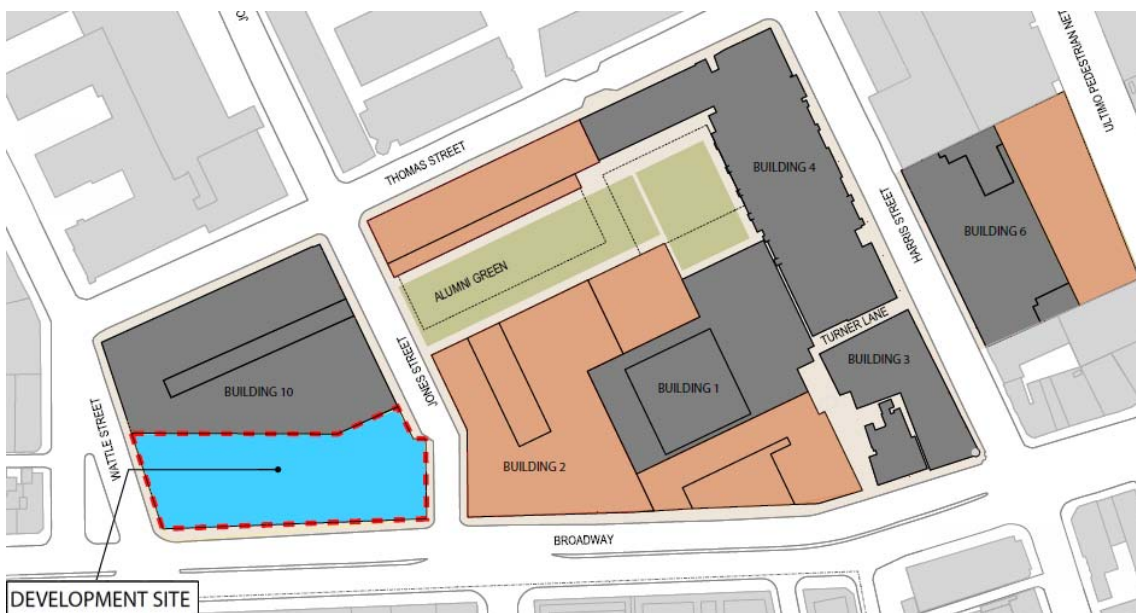 JO
THOMAS STREET
ULTIMO PEDESTRIAN NET
BUILDING 4
HARRIS STREET
BUILDING 6
ALUMNI GREEN
TURNER LANE
BUILDING 3
JONES STREET
BUILDING 10
BUILDING 1
WATTLE STREET
BUILDING 2
BROADWAY
DEVELOPMENT SITE